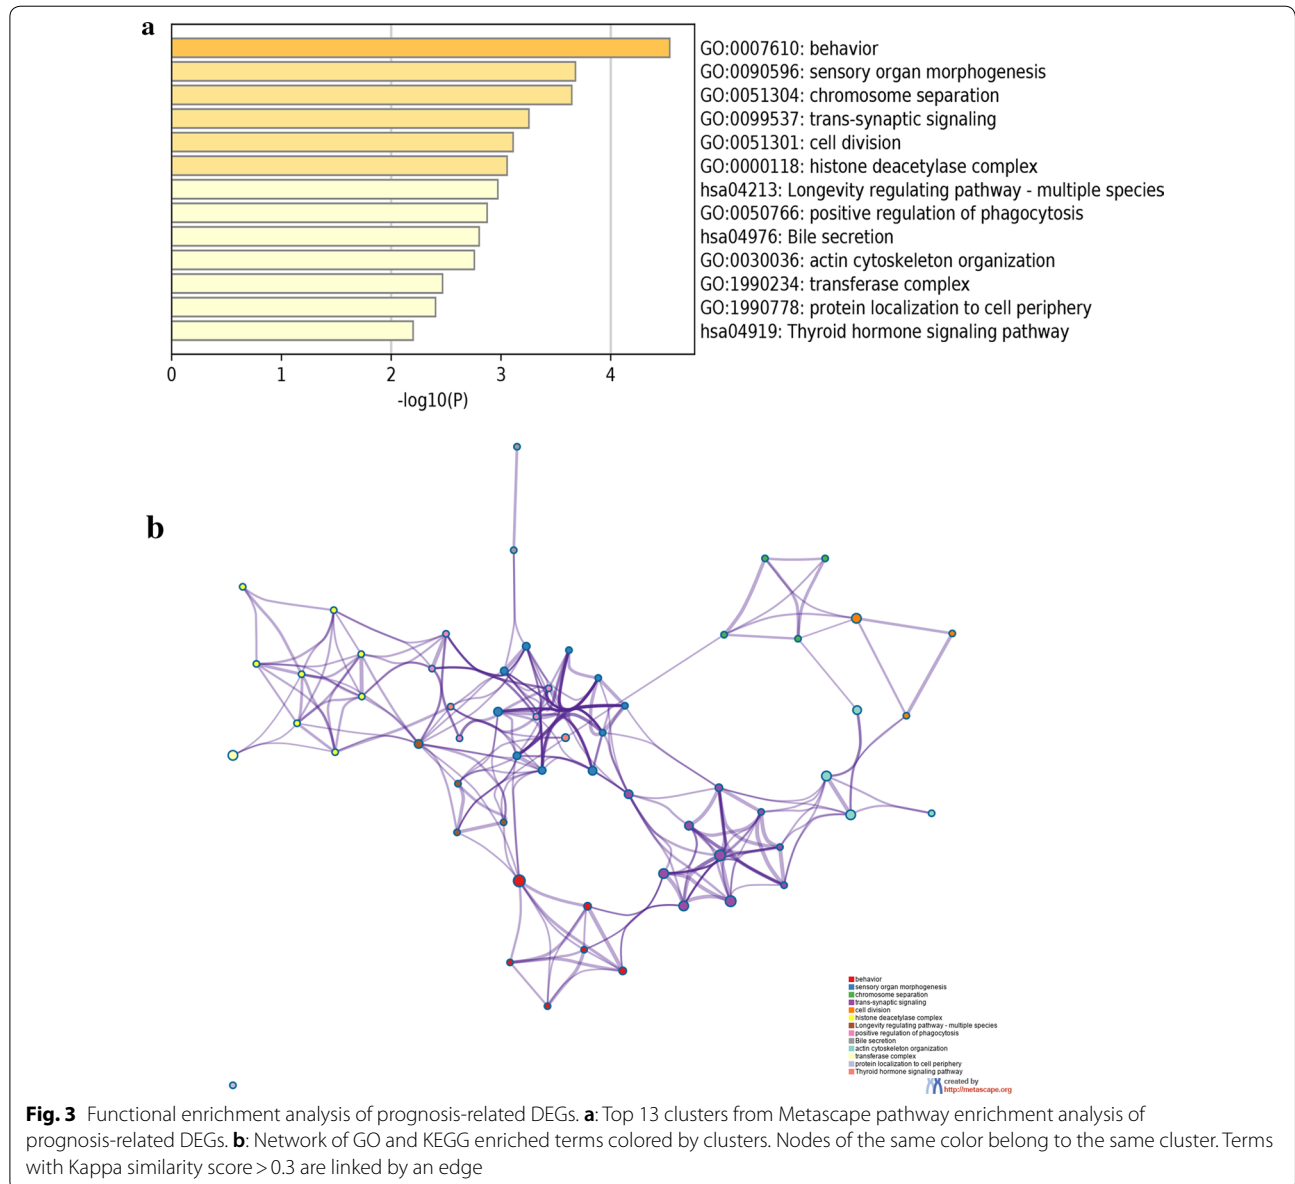 a
GO:0007610: behavior
GO:0090596: sensory organ morphogenesis
GO:0051304: chromosome separation
GO:0099537: trans-synaptic signaling
GO:0051301: cell division
GO:0000118: histone deacetylase complex
hsa04213: Longevity regulating pathway - multiple species
GO:0050766: positive regulation of phagocytosis
hsa04976: Bile secretion
GO:0030036: actin cytoskeleton organization
GO:1990234: transferase complex
GO:1990778: protein localization to cell periphery
hsa04919: Thyroid hormone signaling pathway
0 1 2 3 4
-log10(P)
b
behavior
sensory organ morphogenesis
chromosome separation
trans-synaptic signaling
cell division
histone deacetylase complex
Longevity regulating pathway - multiple species
positive regulation of phagocytosis
Bile secretion
actin cytoskeleton organization
transferase complex
protein localization to cell periphery
Thyroid hormone signaling pathway
created by
http://metascape.org
Fig. 3 Functional enrichment analysis of prognosis-related DEGs. a: Top 13 clusters from Metascape pathway enrichment analysis of
prognosis-related DEGs. b: Network of GO and KEGG enriched terms colored by clusters. Nodes of the same color belong to the same cluster. Terms
with Kappa similarity score > 0.3 are linked by an edge